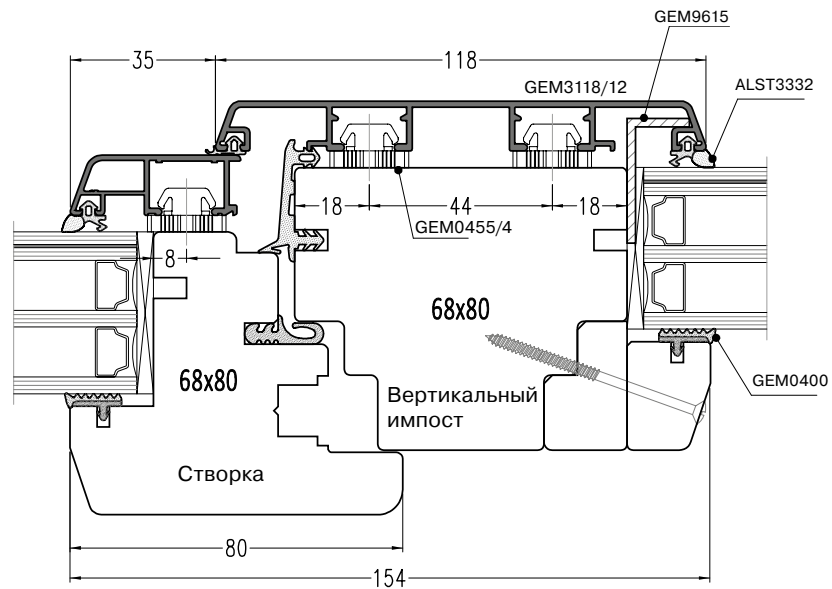 GEM9615
35
118
GEM3118/12
ALST3332
18
44
18
GEM0455/4
8
68x80
68x80
Вертикальный
импост
GEM0400
Створка
80
154